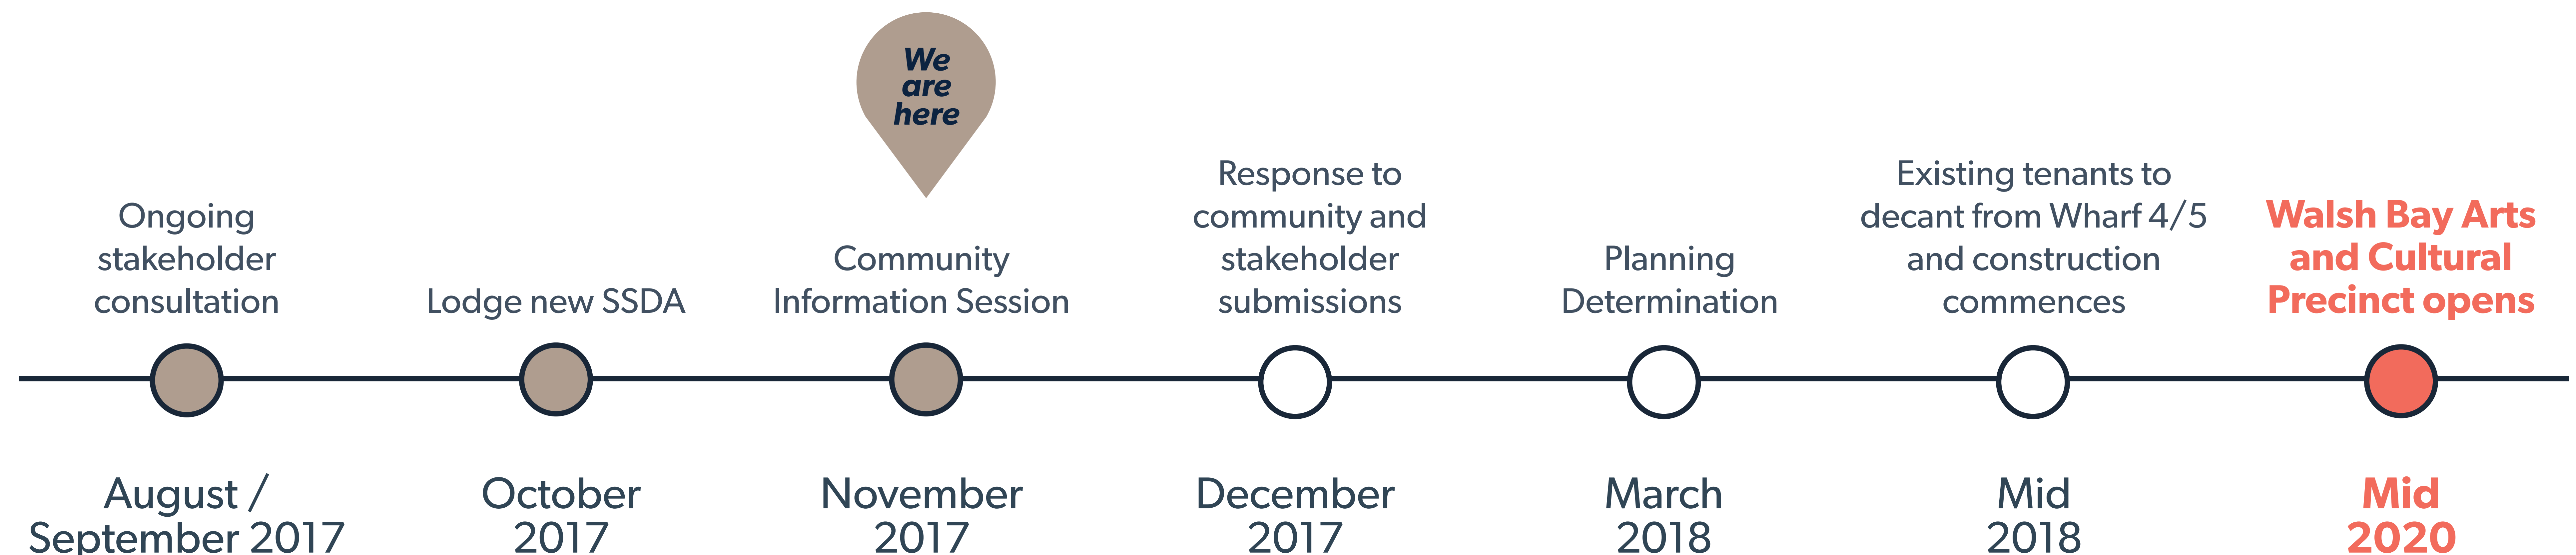 We
are
here
Ongoing
stakeholder
consultation
Lodge new SSDA
Community
Information Session
Response to
community and
stakeholder
submissions
Planning
Determination
Existing tenants to
decant from Wharf 4/5
and construction
commences
Walsh Bay Arts
and Cultural
Precinct opens
August /
September 2017
October
2017
November
2017
December
2017
March
2018
Mid
2018
Mid
2020